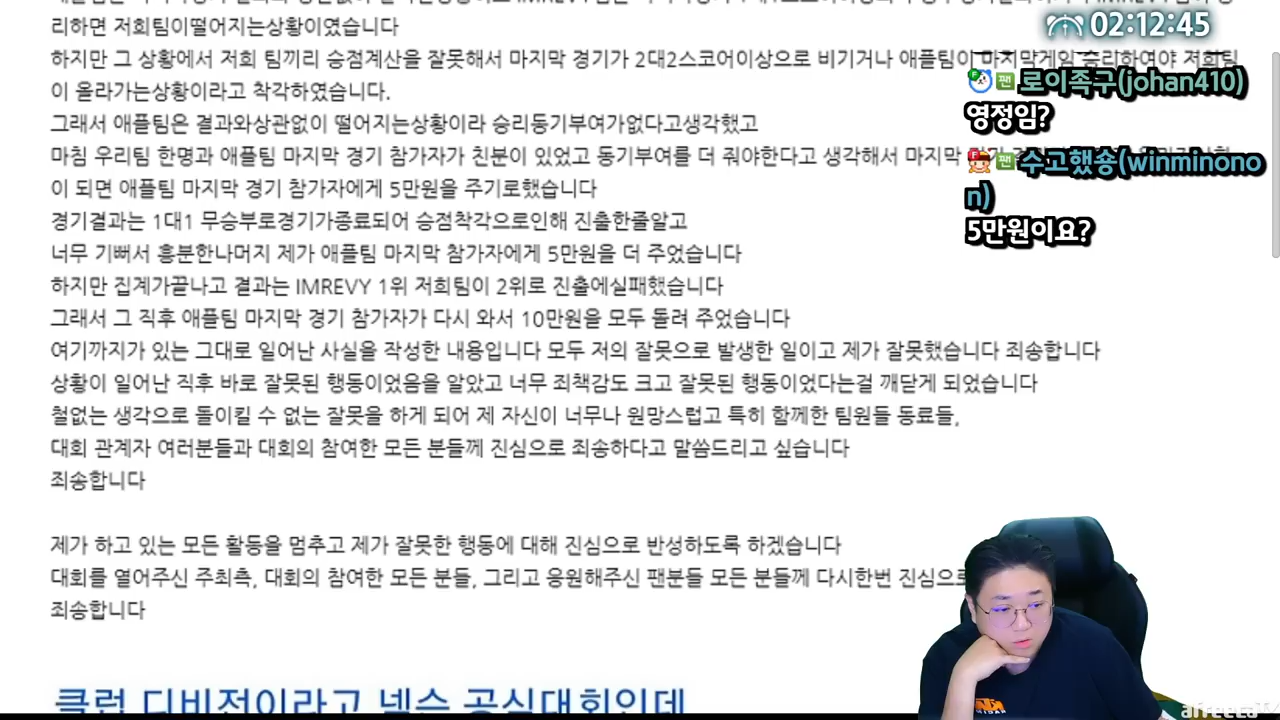 리하면 저희팀이떨어지는상황이였습니다
하지만 그 상황에서 저희 팀끼리 승점계산을 잘못해서 마지막 경기가 2대2스코어이상으로 비기거나 애플팀이 마지막게임 승리하여야 저희팀
이 올라가는상황이라고 착각하였습니다.
그래서 애플팀은 결과와상관없이 떨어지는상황이라 승리동기부여가없다고생각했고
마침 우리팀 한명과 애플팀 마지막 경기 참가자가 친분이 있었고 동기부여를 더 줘야한다고 생각해서 마지막
이 되면 애플팀 마지막 경기 참가자에게 5만원을 주기로했습니다
경기결과는 1대1 무승부로경기가종료되어 승점착각으로인해 진출한줄알고
너무 기뻐서 흥분한나머지 제가 애플팀 마지막 참가자에게 5만원을 더 주었습니다
하지만 집계가끝나고 결과는 IMREVY 1위 저희팀이 2위로 진출에실패했습니다
그래서 그 직후 애플팀 마지막 경기 참가자가 다시 와서 10만원을 모두 돌려 주었습니다
여기까지가 있는 그대로 일어난 사실을 작성한 내용입니다 모두 저의 잘못으로 발생한 일이고 제가 잘못했습니다 죄송합니다
상황이 일어난 직후 바로 잘못된 행동이었음을 알았고 너무 죄책감도 크고 잘못된 행동이었다는걸 깨닫게 되었습니다
철없는 생각으로 돌이킬 수 없는 잘못을 하게 되어 제 자신이 너무나 원망스럽고 특히 함께한 팀원들 동료들,
대회 관계자 여러분들과 대회의 참여한 모든 분들께 진심으로 죄송하다고 말씀드리고 싶습니다
죄송합니다
제가 하고 있는 모든 활동을 멈추고 제가 잘못한 행동에 대해 진심으로 반성하도록 하겠습니다
대회를 열어주신 주최측, 대회의 참여한 모든 분들, 그리고 응원해주신 팬분들 모든 분들께 다시한번 진심으로
죄송합니다
클럽 디비전이라고 넥슨 공식대회인데
02:12:45
팬 로이족구(johan410)
영정임?
팬 수고했숑(winminono
n)
5만원이요?
afreecaTV